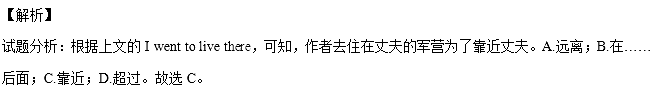 【解析】
试题分析：根据上文的 I went to live there，可知，作者去住在丈夫的军营为了靠近丈夫。A.远离；B.在……
后面；C.靠近；D.超过。故选 C。